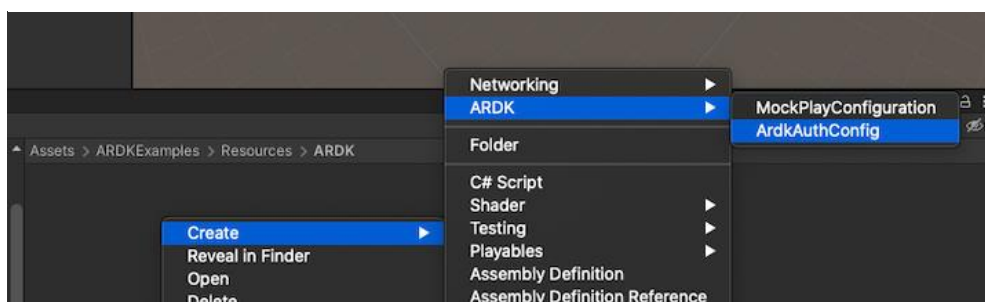 Networking
ARDK
MockPlayConfiguration
ArdkAuthConfig
Assets > ARDKExamples > Resources > ARDK
Folder
C# Script
Shader
Testing
Playables
Assembly Definition
Assembly Definition Reference
Create
Reveal in Finder
Open
Delete